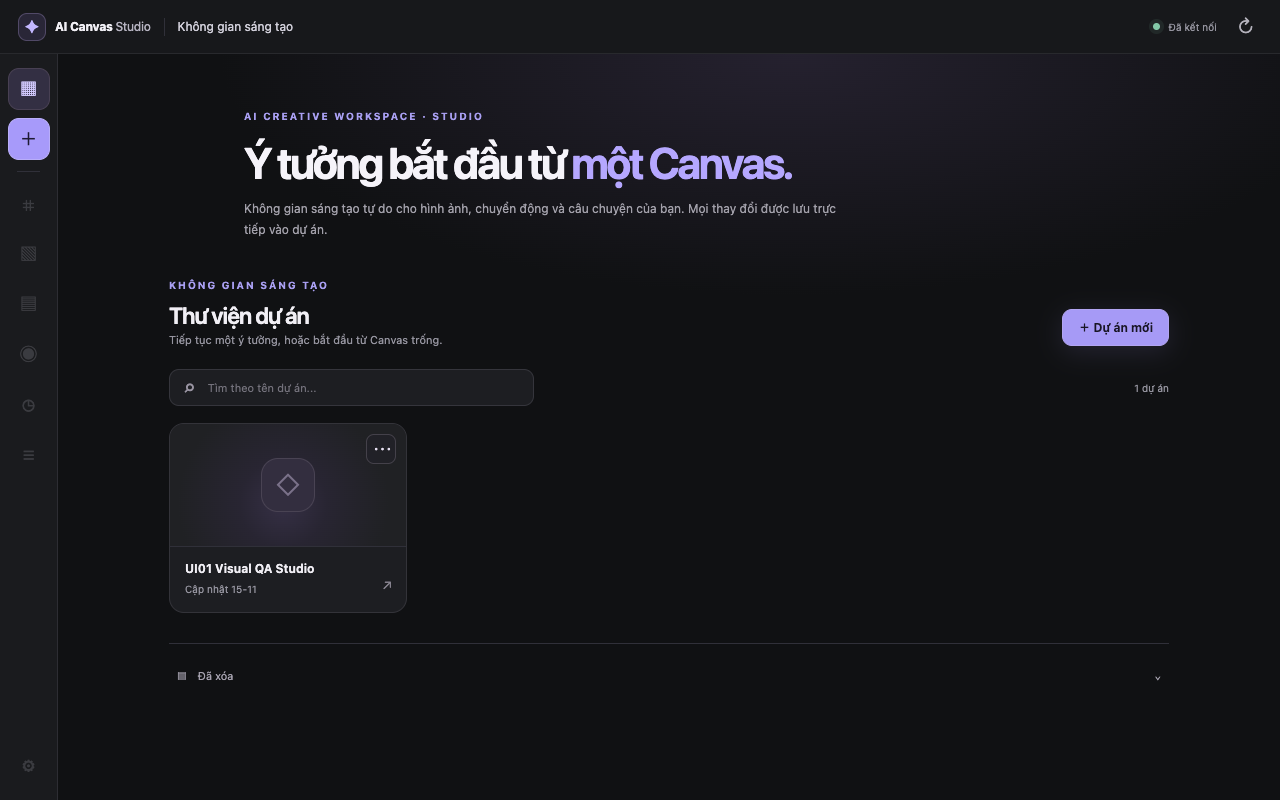 AI Canvas Studio
Không gian sáng tạo
Đã kết nối
AI CREATIVE WORKSPACE · STUDIO
Ý tưởng bắt đầu từ một Canvas.
Không gian sáng tạo tự do cho hình ảnh, chuyển động và câu chuyện của bạn. Mọi thay đổi được lưu trực
tiếp vào dự án.
KHÔNG GIAN SÁNG TẠO
Thư viện dự án
Tiếp tục một ý tưởng, hoặc bắt đầu từ Canvas trống.
+ Dự án mới
Tìm theo tên dự án...
1 dự án
UI01 Visual QA Studio
Cập nhật 15-11
Đã xóa